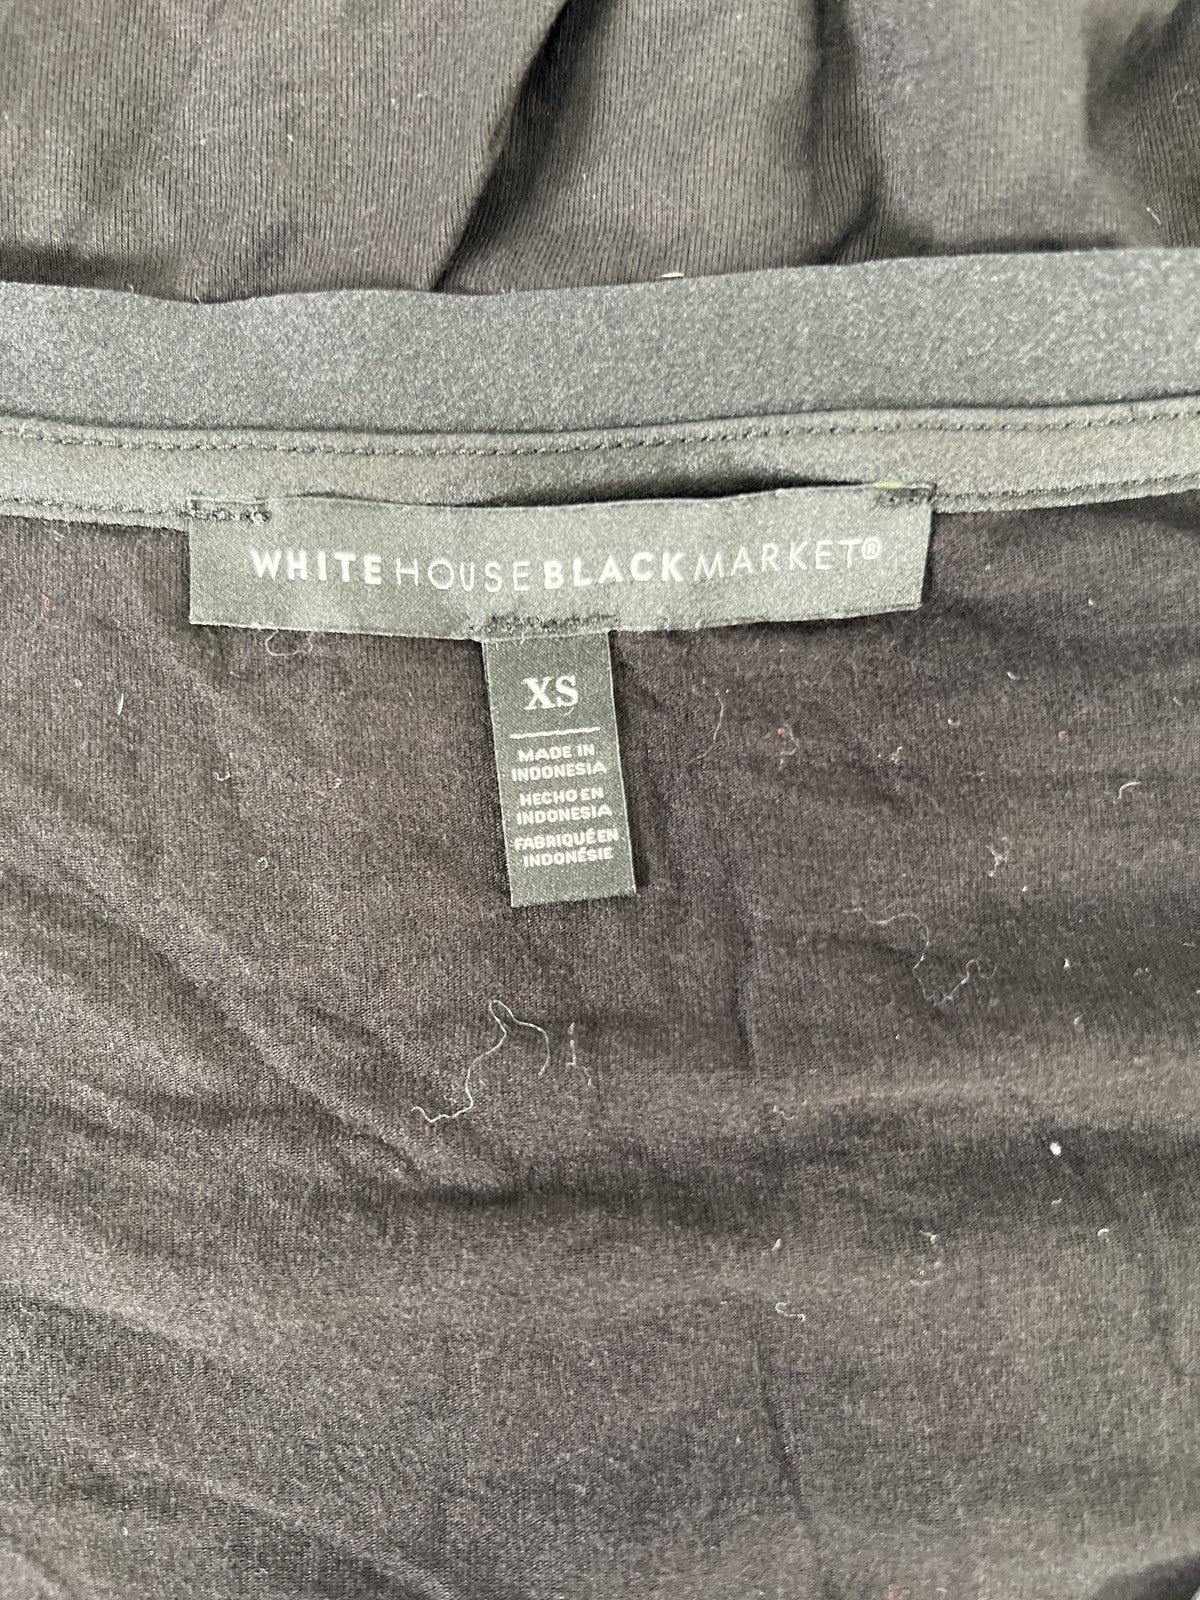 WHITE HOUSE BLACK MARKET®
XS
MADE IN
INDONESIA
HECHO EN
INDONESIA
FABRIQUÉ EN
INDONÉSIE